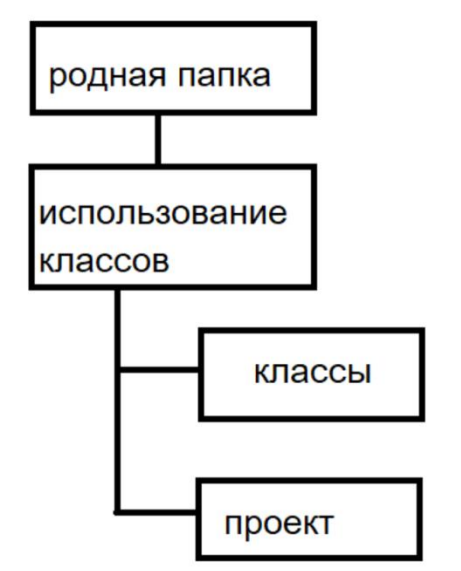 родная папка
использование
классов
классы
проект